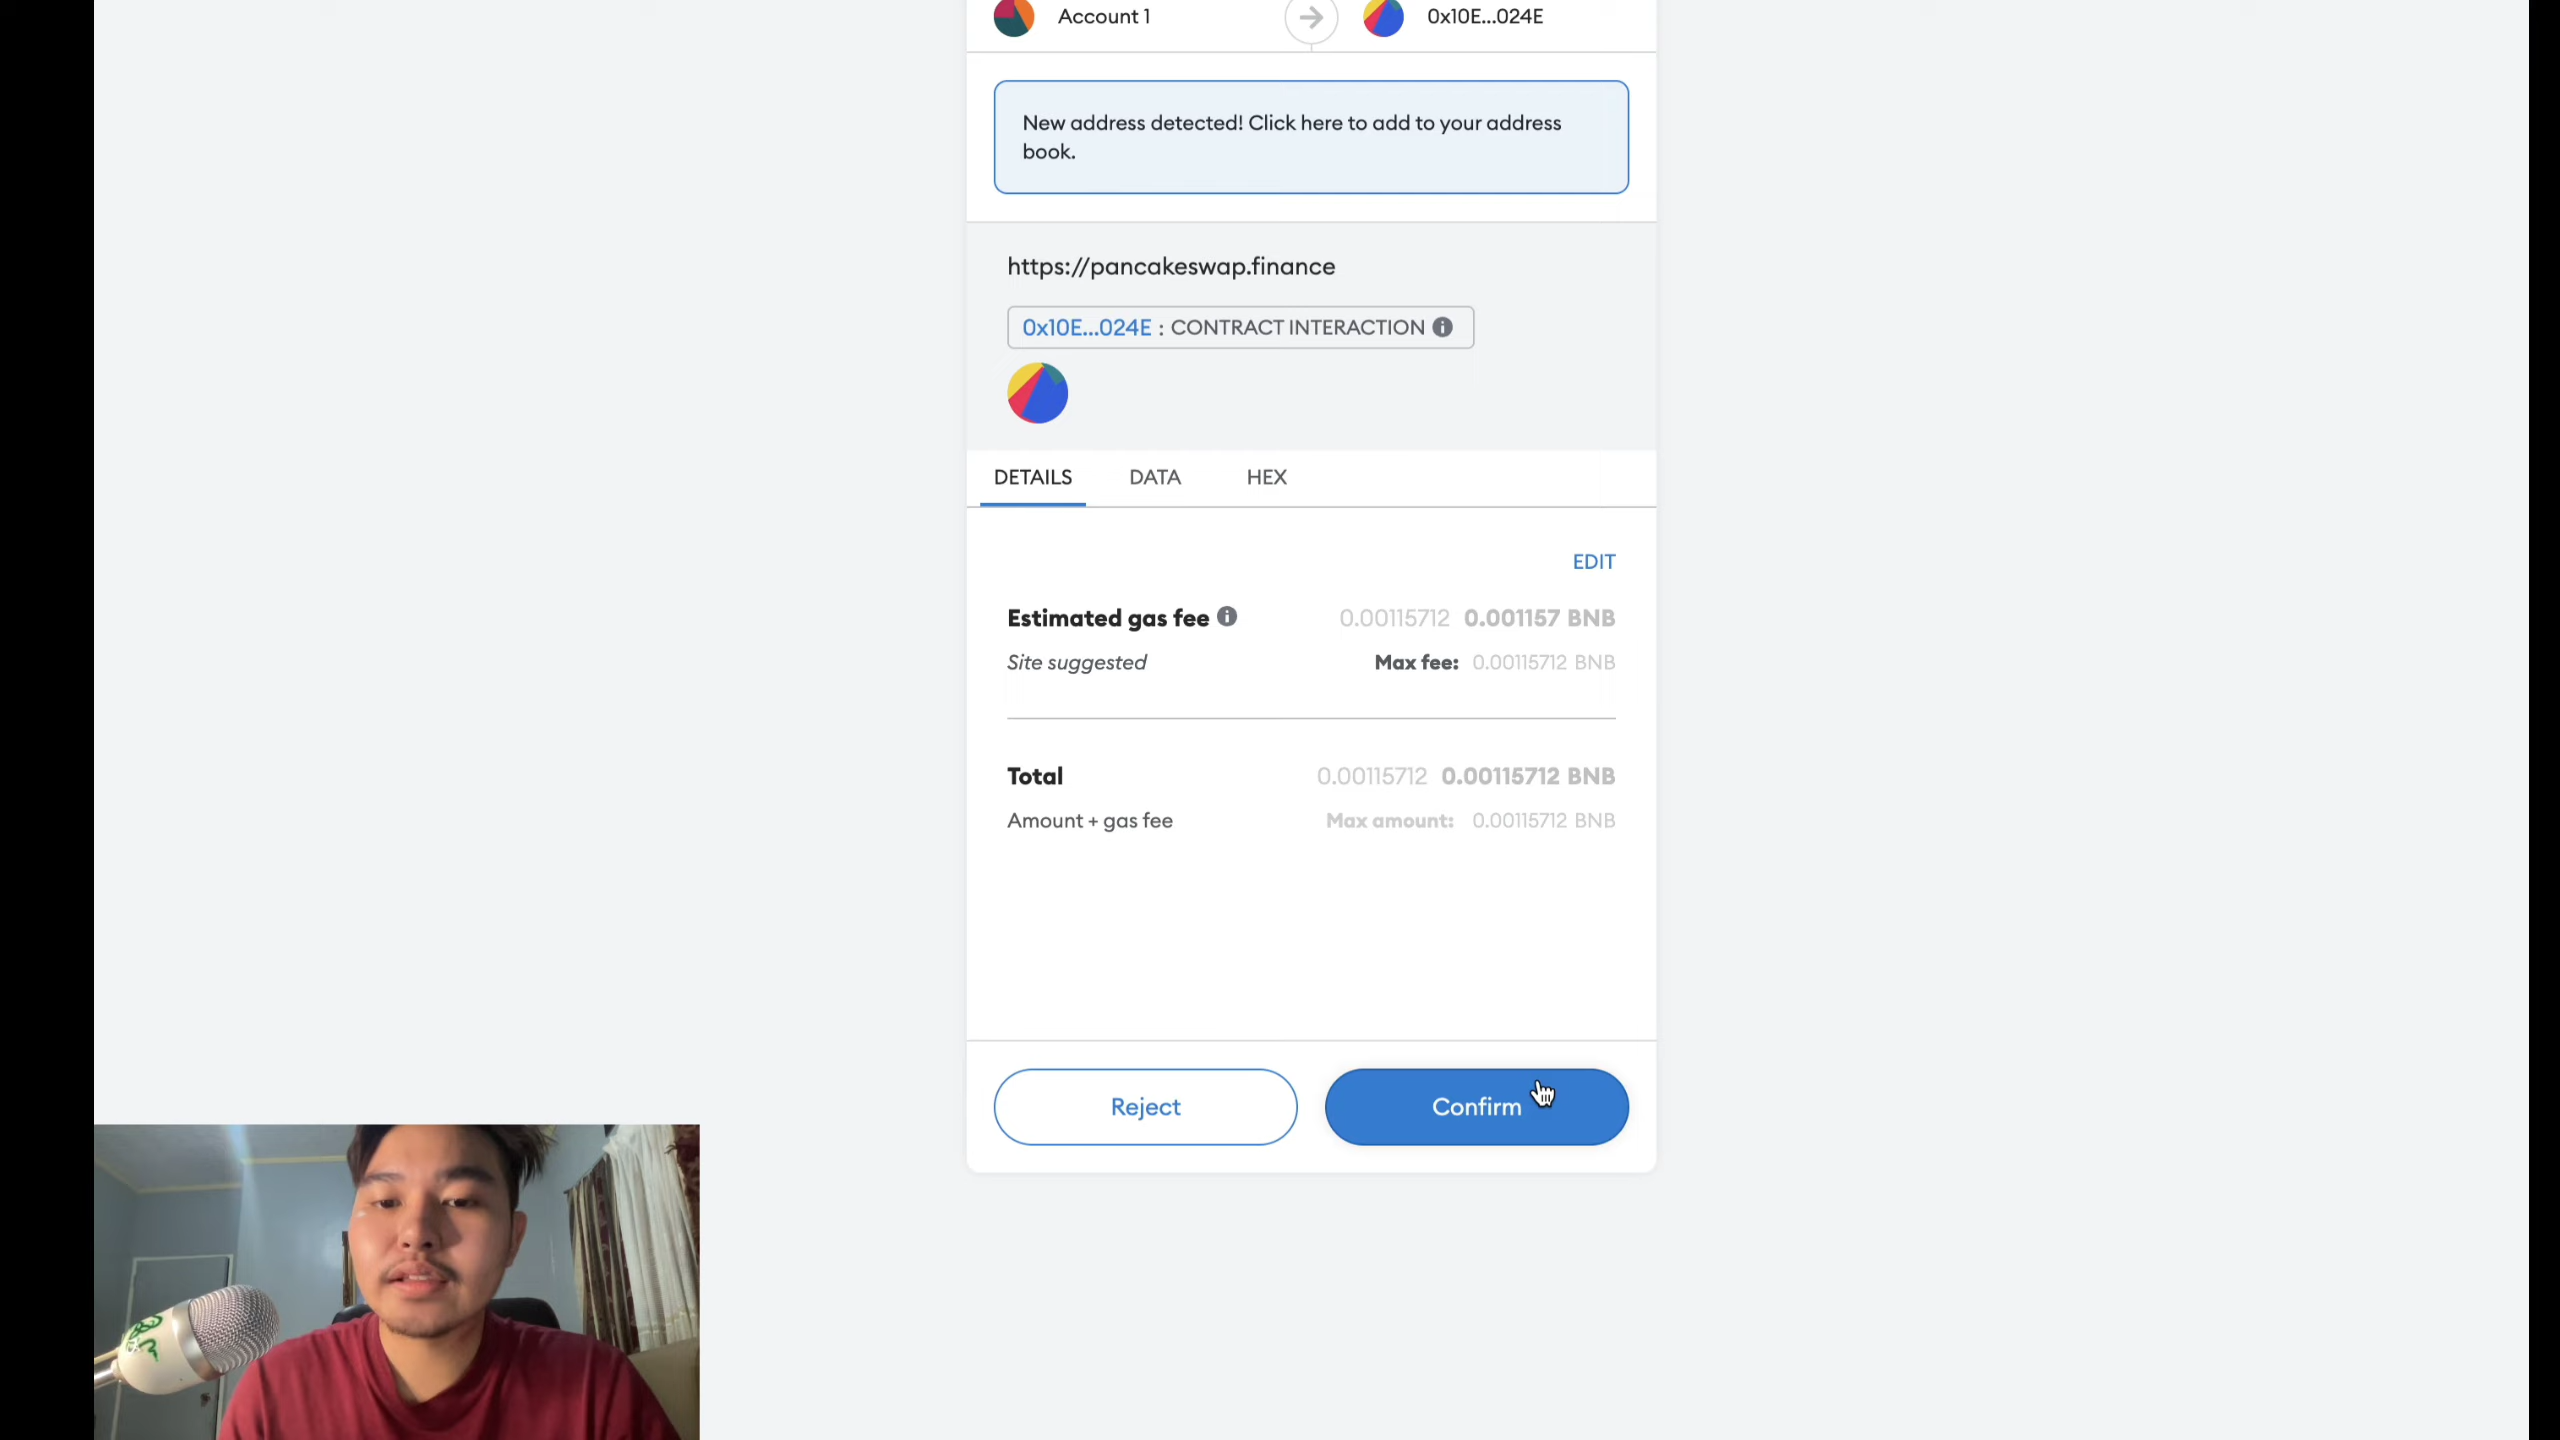 Account 1
0x10E...024E
New address detected! Click here to add to your address
book.
https://pancakeswap.finance
0x10E...024E : CONTRACT INTERACTION
DETAILS
DATA
HEX
EDIT
Estimated gas fee
0.00115712 0.001157 BNB
Site suggested
Max fee: 0.00115712 BNB
Total
0.00115712 0.00115712 BNB
Amount + gas fee
Max amount: 0.00115712 BNB
Reject
Confirm